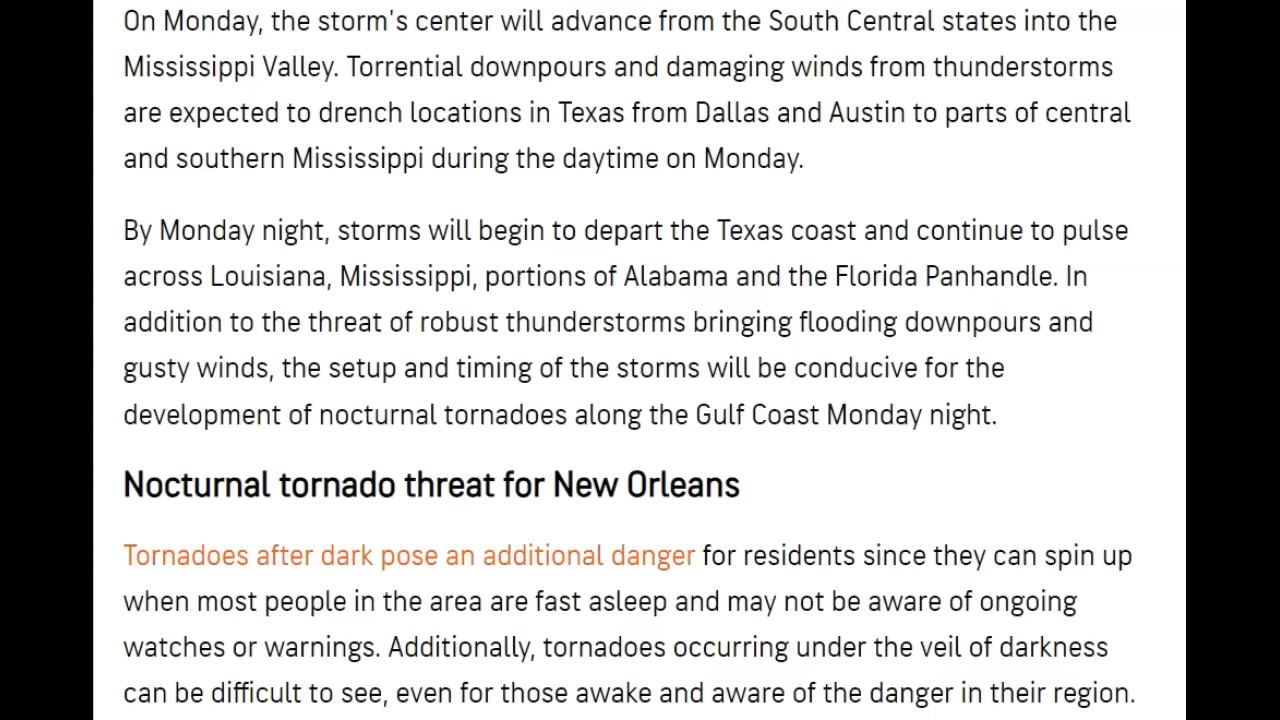 On Monday, the storm's center will advance from the South Central states into the
Mississippi Valley. Torrential downpours and damaging winds from thunderstorms
are expected to drench locations in Texas from Dallas and Austin to parts of central
and southern Mississippi during the daytime on Monday.
By Monday night, storms will begin to depart the Texas coast and continue to pulse
across Louisiana, Mississippi, portions of Alabama and the Florida Panhandle. In
addition to the threat of robust thunderstorms bringing flooding downpours and
gusty winds, the setup and timing of the storms will be conducive for the
development of nocturnal tornadoes along the Gulf Coast Monday night.
Nocturnal tornado threat for New Orleans
Tornadoes after dark pose an additional danger for residents since they can spin up
when most people in the area are fast asleep and may not be aware of ongoing
watches or warnings. Additionally, tornadoes occurring under the veil of darkness
can be difficult to see, even for those awake and aware of the danger in their region.